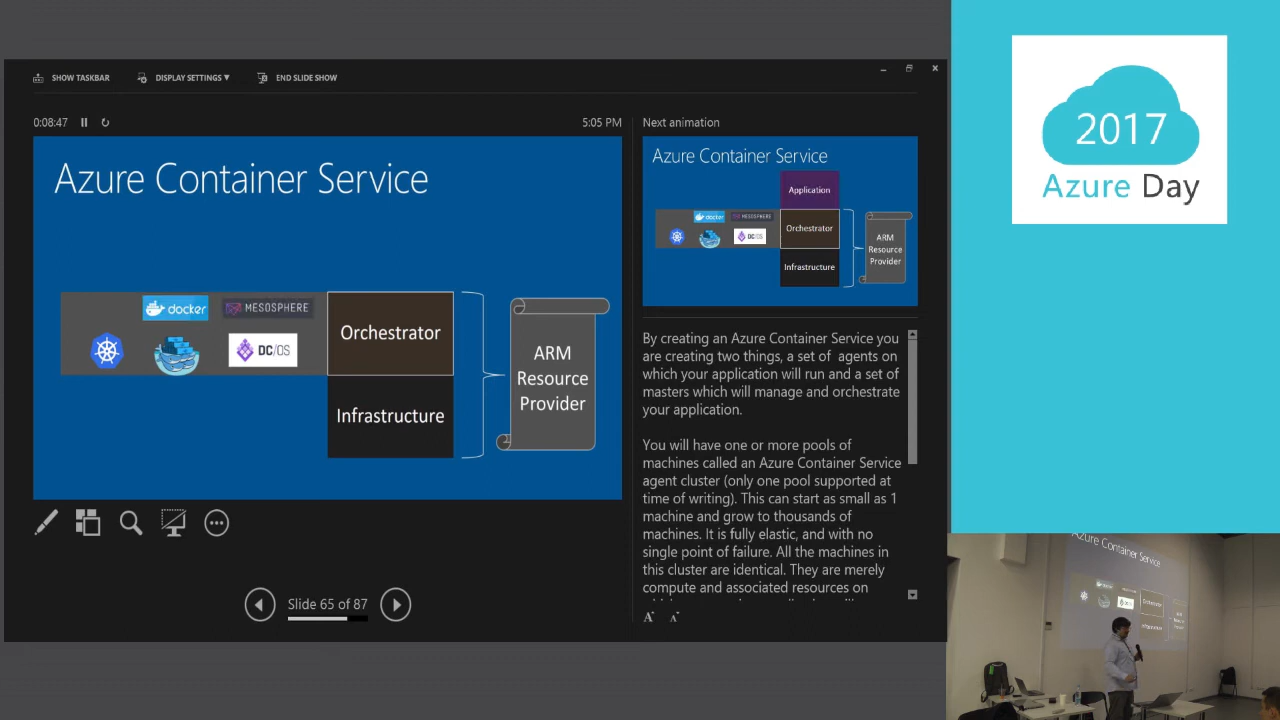 SHOW TASKBAR
DISPLAY SETTINGS ▼
END SLIDE SHOW
0:08:47
5:05 PM
Azure Container Service
docker
MESOSPHERE
DC/OS
Orchestrator
Infrastructure
ARM
Resource
Provider
Slide 65 of 87
Next animation
Azure Container Service
Application
docker
MESOSPHERE
DC/OS
Orchestrator
Infrastructure
ARM
Resource
Provider
By creating an Azure Container Service you
are creating two things, a set of agents on
which your application will run and a set of
masters which will manage and orchestrate
your application.
You will have one or more pools of
machines called an Azure Container Service
agent cluster (only one pool supported at
time of writing). This can start as small as 1
machine and grow to thousands of
machines. It is fully elastic, and with no
single point of failure. All the machines in
this cluster are identical. They are merely
compute and associated resources on
A A
2017
Azure Day
Azure Container Service